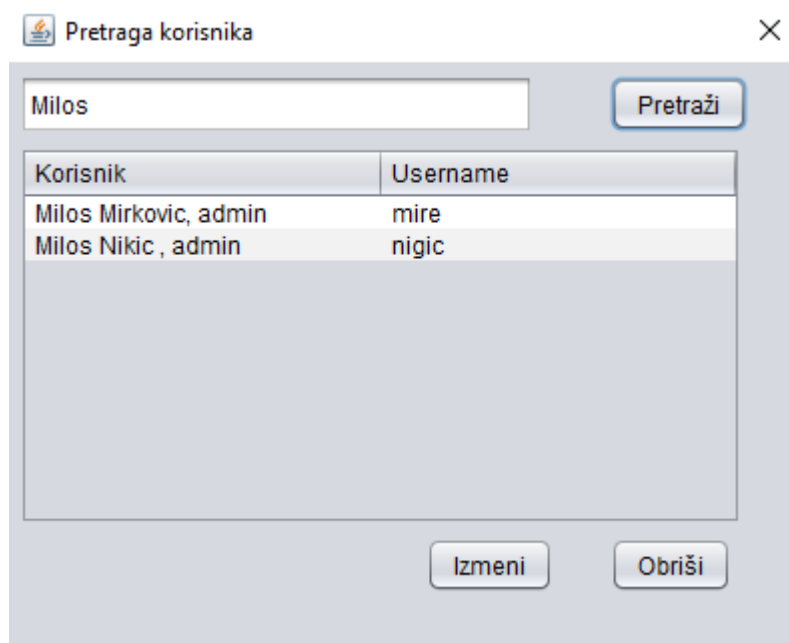 Pretraga korisnika
Milos Pretraži
Korisnik Username
Milos Mirkovic, admin mire
Milos Nikic , admin nigic
Izmeni Obriši